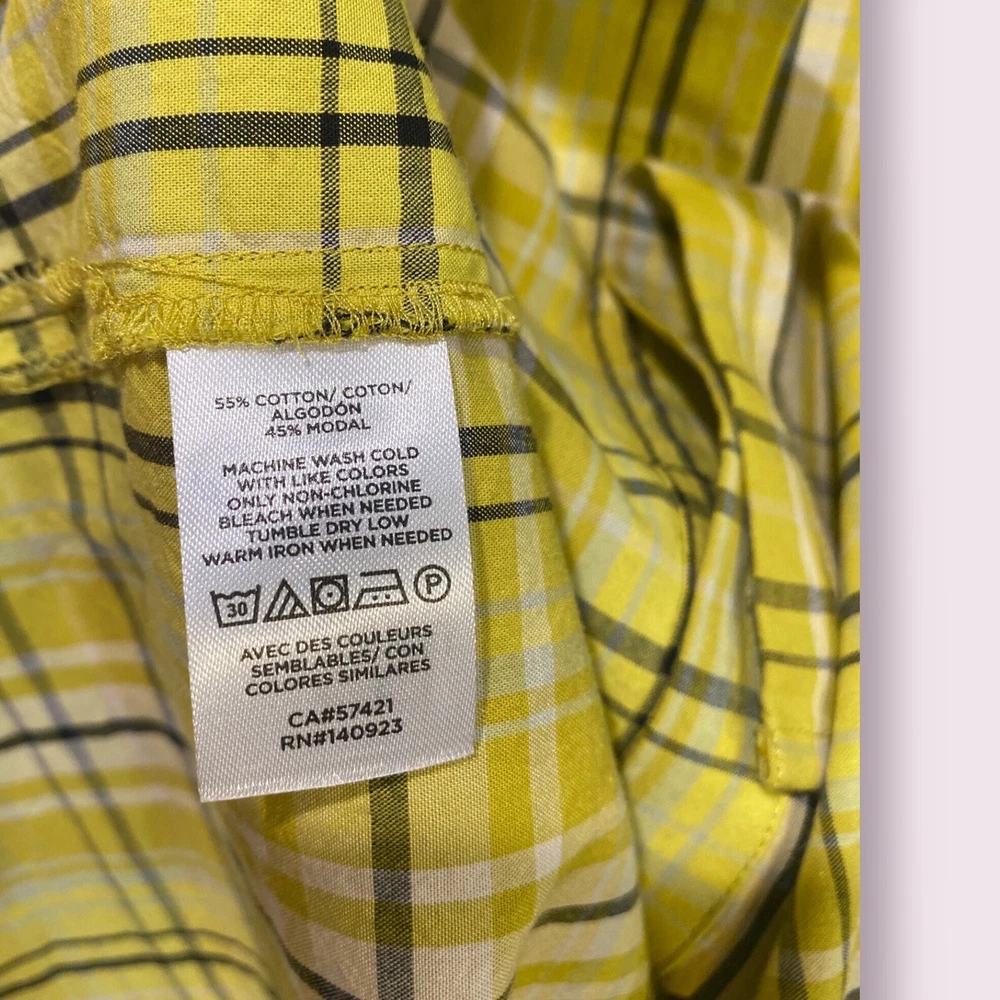 55% COTTON/ COTON/
ALGODÓN
45% MODAL
MACHINE WASH COLD
WITH LIKE COLORS
ONLY NON-CHLORINE
BLEACH WHEN NEEDED
TUMBLE DRY LOW
WARM IRON WHEN NEEDED
30 P
AVEC DES COULEURS
SEMBLABLES/ CON
COLORES SIMILARES
CA#57421
RN#140923